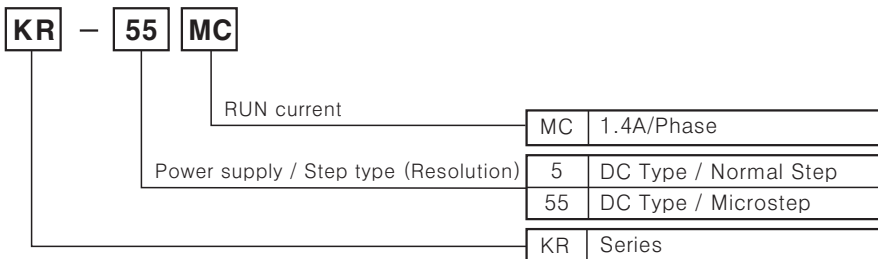 KR – 55 MC
RUN current
MC 1.4A/Phase
Power supply / Step type (Resolution)
5 DC Type / Normal Step
55 DC Type / Microstep
KR Series